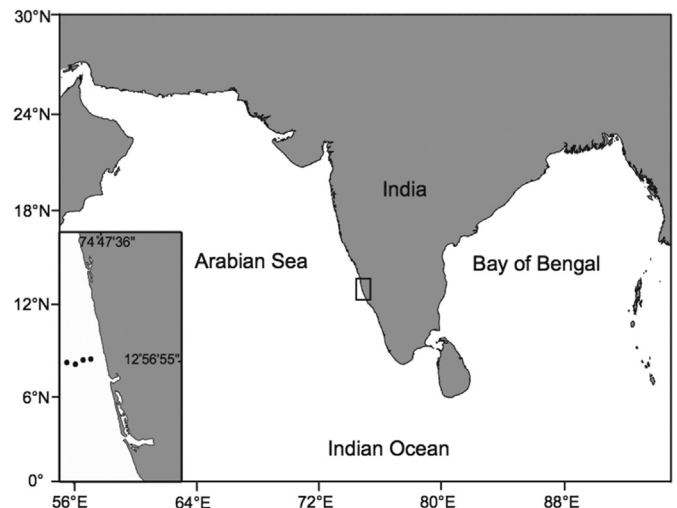 30°N
24°N
India
18°N
74°47'36"
Arabian Sea
Bay of Bengal
12°N
12°56'55"
6°N
Indian Ocean
0°
56°E
64°E
72°E
80°E
88°E